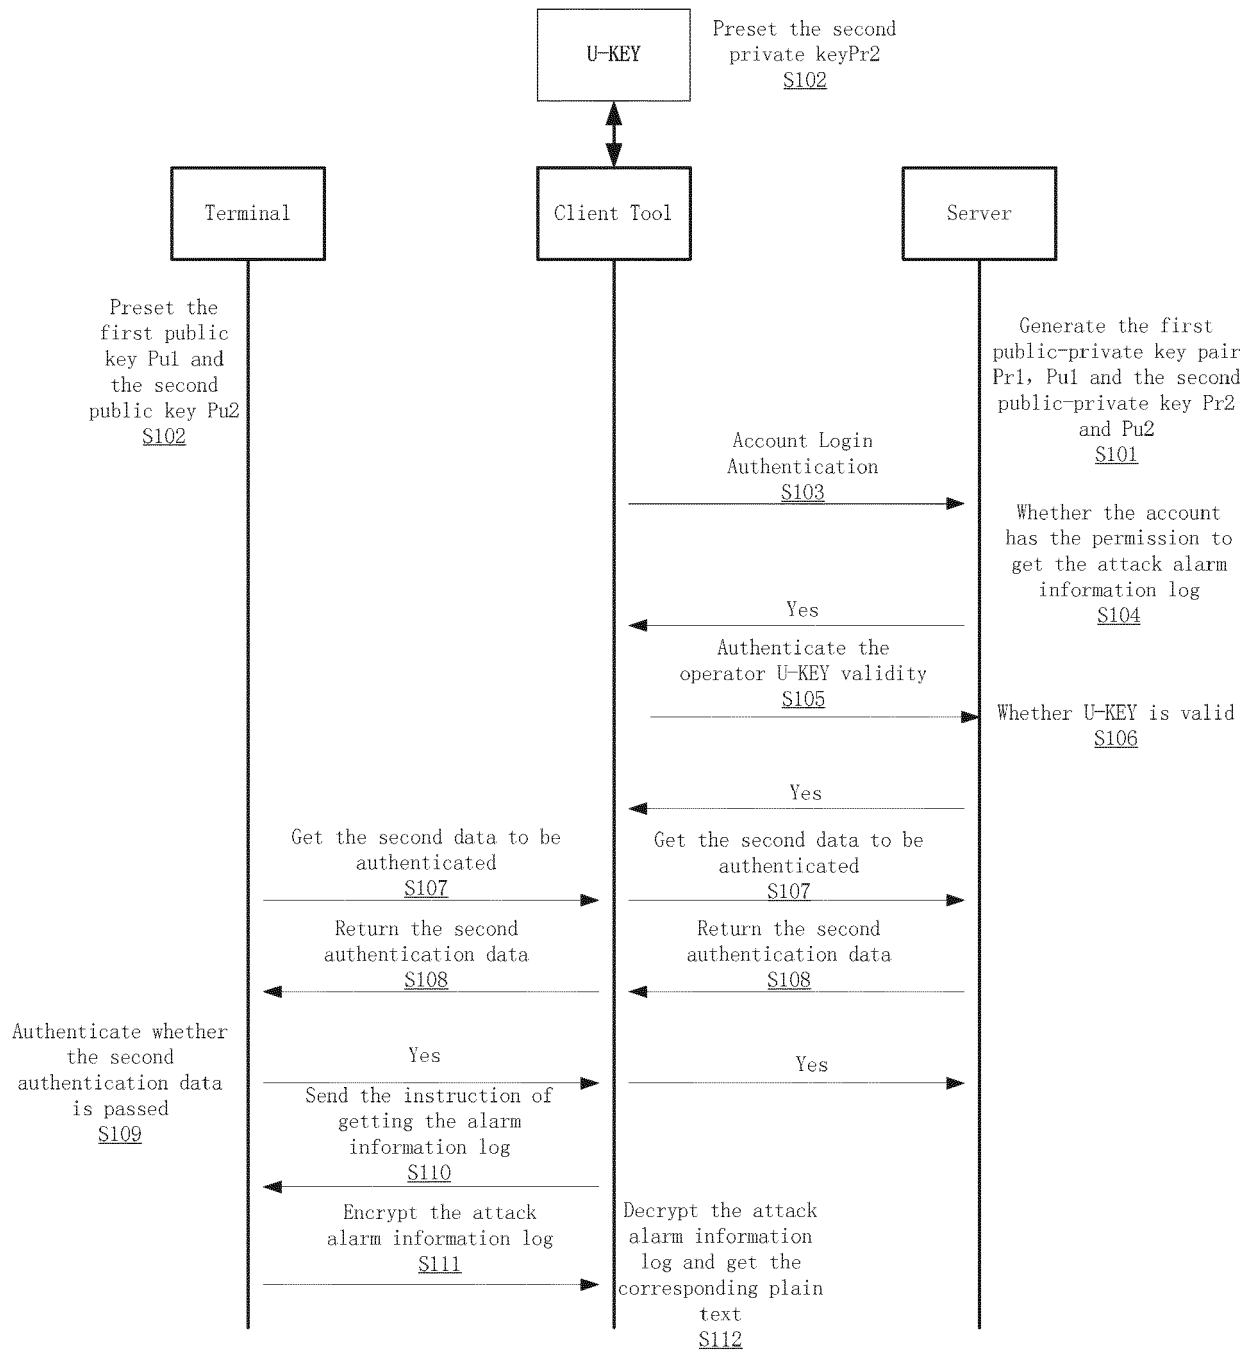 U-KEY
Preset the second
private keyPr2
S102
Terminal
Client Tool
Server
Preset the
first public
key Pu1 and
the second
public key Pu2
S102
Generate the first
public-private key pair
Pr1, Pu1 and the second
public-private key Pr2
and Pu2
S101
Account Login
Authentication
S103
Whether the account
has the permission to
get the attack alarm
information log
S104
Yes
Authenticate the
operator U-KEY validity
S105
Whether U-KEY is valid
S106
Yes
Get the second data to be
authenticated
S107
Get the second data to be
authenticated
S107
Return the second
authentication data
S108
Return the second
authentication data
S108
Authenticate whether
the second
authentication data
is passed
S109
Yes
Yes
Send the instruction of
getting the alarm
information log
S110
Encrypt the attack
alarm information log
S111
Decrypt the attack
alarm information
log and get the
corresponding plain
text
S112